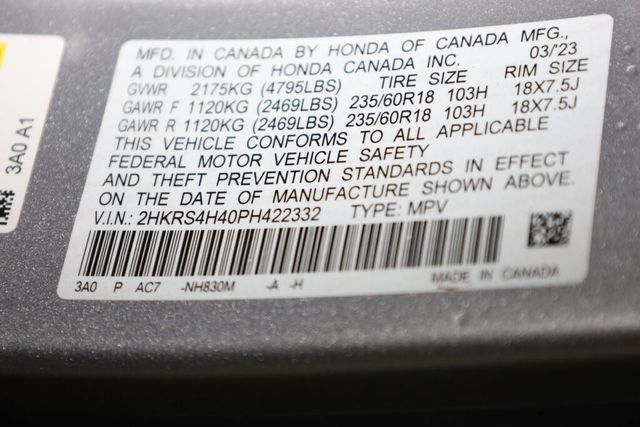 MFD. IN CANADA BY HONDA OF CANADA MFG.,
A DIVISION OF HONDA CANADA INC. 03/'23
GVWR 2175KG (4795LBS) TIRE SIZE RIM SIZE
GAWR F 1120KG (2469LBS) 235/60R18 103H 18X7.5J
GAWR R 1120KG (2469LBS) 235/60R18 103H 18X7.5J
THIS VEHICLE CONFORMS TO ALL APPLICABLE
FEDERAL MOTOR VEHICLE SAFETY
AND THEFT PREVENTION STANDARDS IN EFFECT
ON THE DATE OF MANUFACTURE SHOWN ABOVE.
V.I.N.: 2HKRS4H40PH422332 TYPE: MPV
3A0 P AC7 -NH830M -A -H MADE IN CANADA
3A0 A1